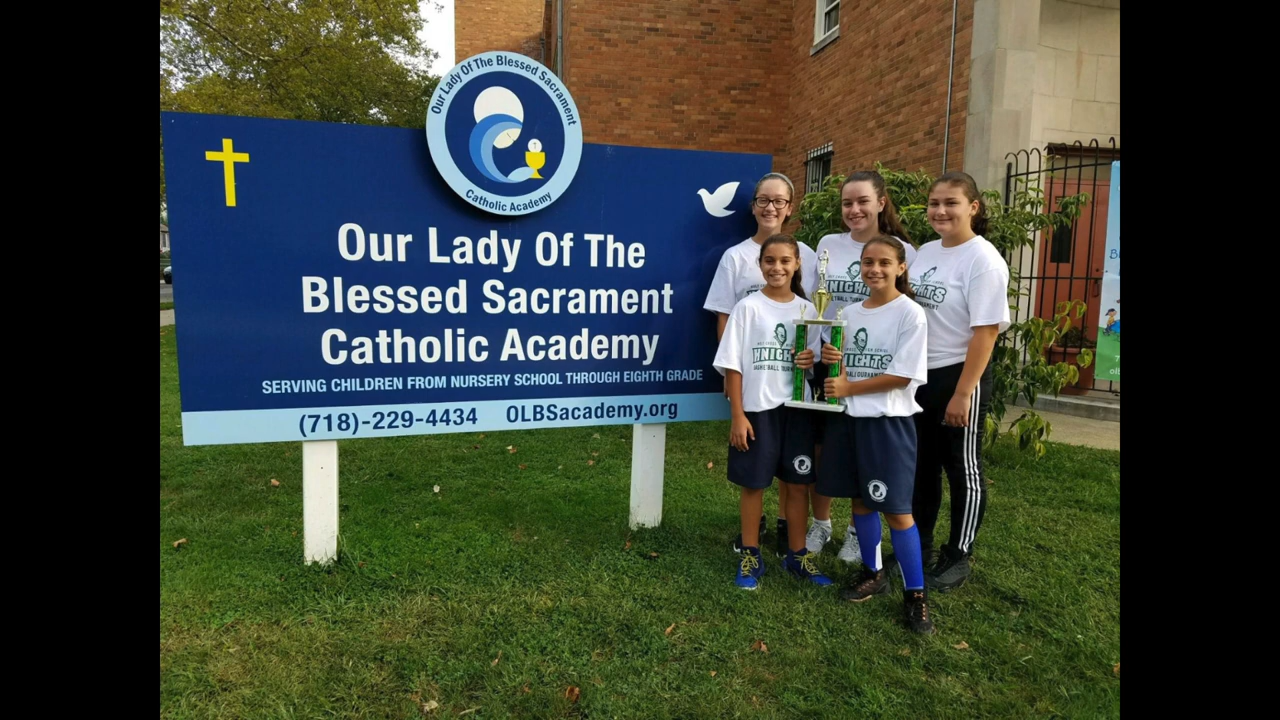 Our Lady Of The Blessed Sacrament
Catholic Academy
Our Lady Of The
Blessed Sacrament
Catholic Academy
SERVING CHILDREN FROM NURSERY SCHOOL THROUGH EIGHTH GRADE
(718)-229-4434 OLBSacademy.org
KNIGHTS
KNIGHTS
KNIGHTS
KNIGHTS